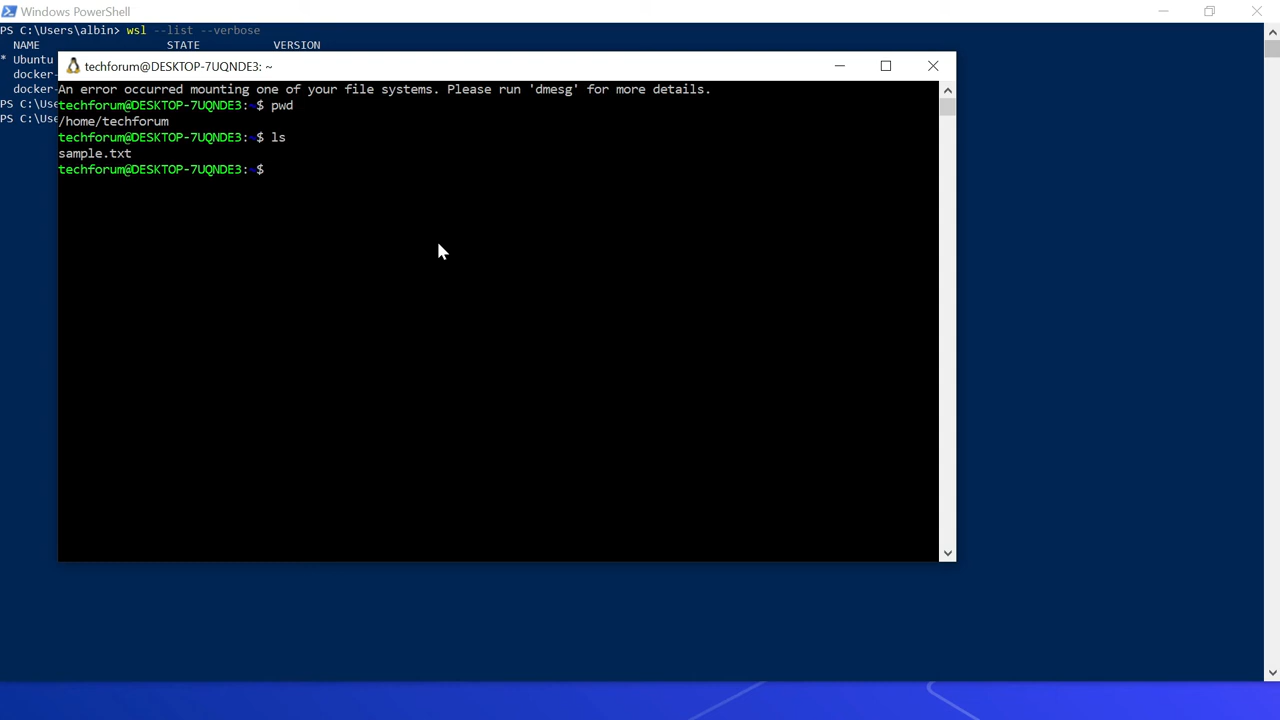 Windows PowerShell
PS C:\Users\albin> wsl --list --verbose
NAME STATE VERSION
* Ubuntu
docker-
docker-
PS C:\Use
PS C:\Use
techforum@DESKTOP-7UQNDE3: ~
An error occurred mounting one of your file systems. Please run 'dmesg' for more details.
techforum@DESKTOP-7UQNDE3:~$ pwd
/home/techforum
techforum@DESKTOP-7UQNDE3:~$ ls
sample.txt
techforum@DESKTOP-7UQNDE3:~$